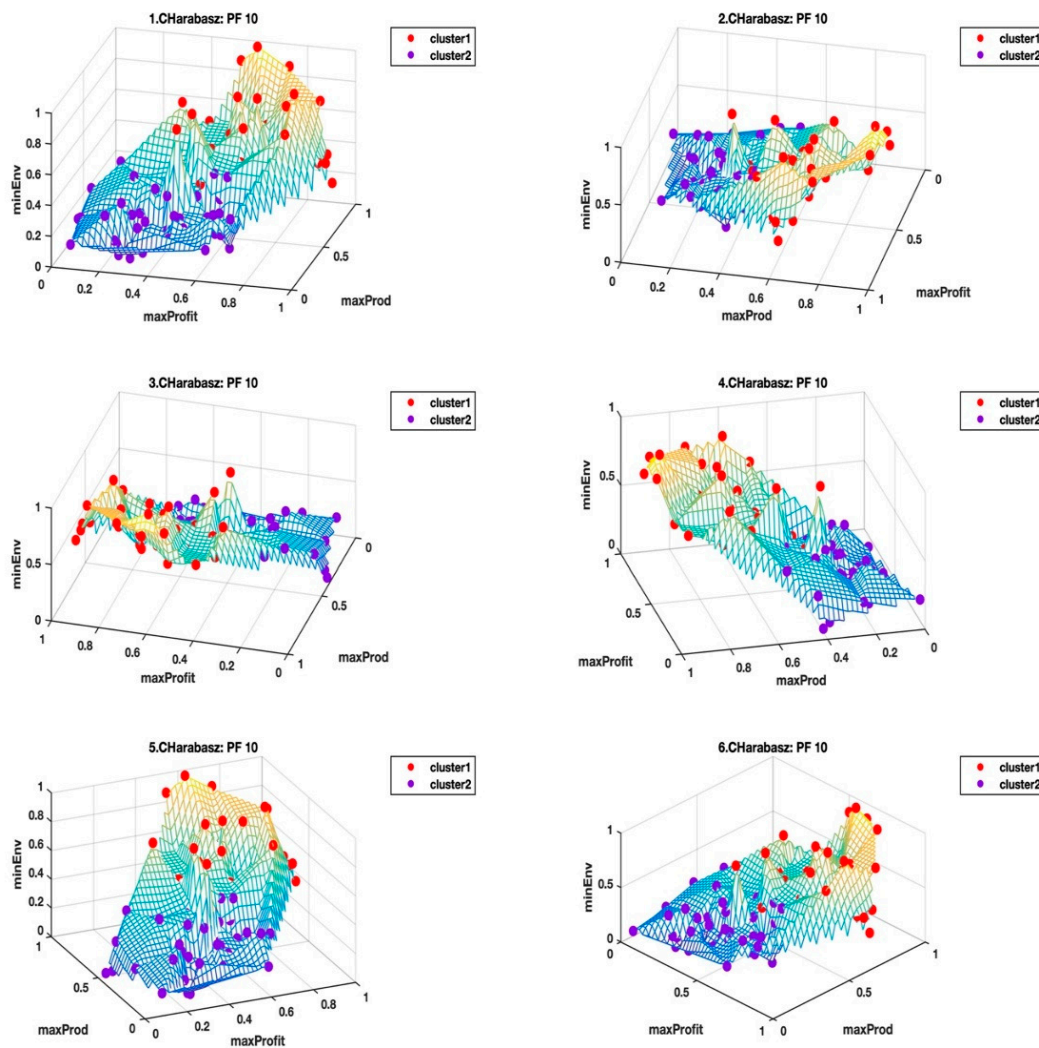 1.CHarabasz: PF 10
cluster1
cluster2
1
0.8
0.6
0.4
0.2
0
minEnv
0
0.2
0.4
0.6
0.8
1
maxProfit
0
0.5
1
maxProd
2.CHarabasz: PF 10
cluster1
cluster2
1
0.5
0
minEnv
0
0.2
0.4
0.6
0.8
1
maxProd
0
0.5
1
maxProfit
3.CHarabasz: PF 10
cluster1
cluster2
1
0.5
0
minEnv
1
0.8
0.6
0.4
0.2
0
maxProfit
0
0.5
1
maxProd
4.CHarabasz: PF 10
cluster1
cluster2
1
0.5
0
minEnv
1
0.5
0
maxProfit
1
0.8
0.6
0.4
0.2
0
maxProd
5.CHarabasz: PF 10
cluster1
cluster2
1
0.8
0.6
0.4
0.2
0
minEnv
1
0.5
0
maxProd
0
0.2
0.4
0.6
0.8
1
maxProfit
6.CHarabasz: PF 10
cluster1
cluster2
1
0.5
0
minEnv
0
0.5
1
maxProfit
0
0.5
1
maxProd